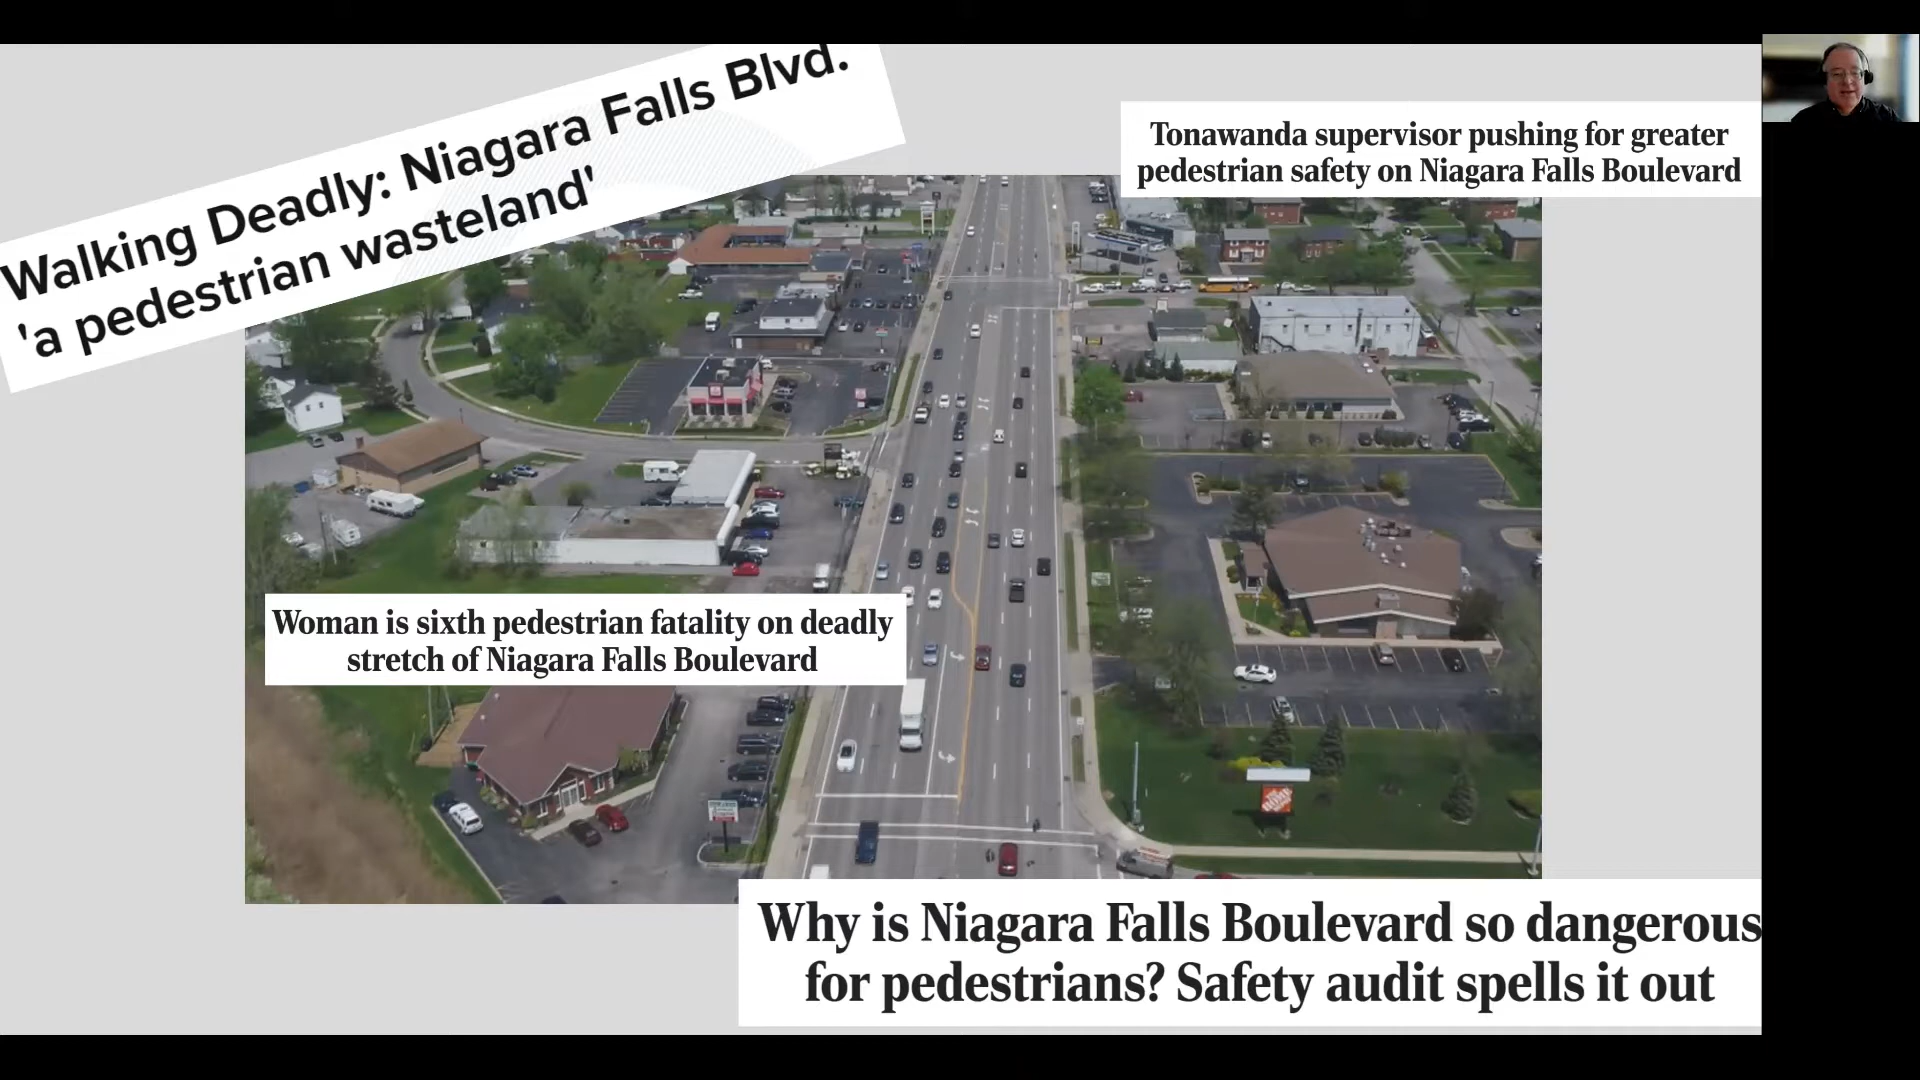 Walking Deadly: Niagara Falls Blvd.
'a pedestrian wasteland'
Tonawanda supervisor pushing for greater
pedestrian safety on Niagara Falls Boulevard
Woman is sixth pedestrian fatality on deadly
stretch of Niagara Falls Boulevard
Why is Niagara Falls Boulevard so dangerous
for pedestrians? Safety audit spells it out